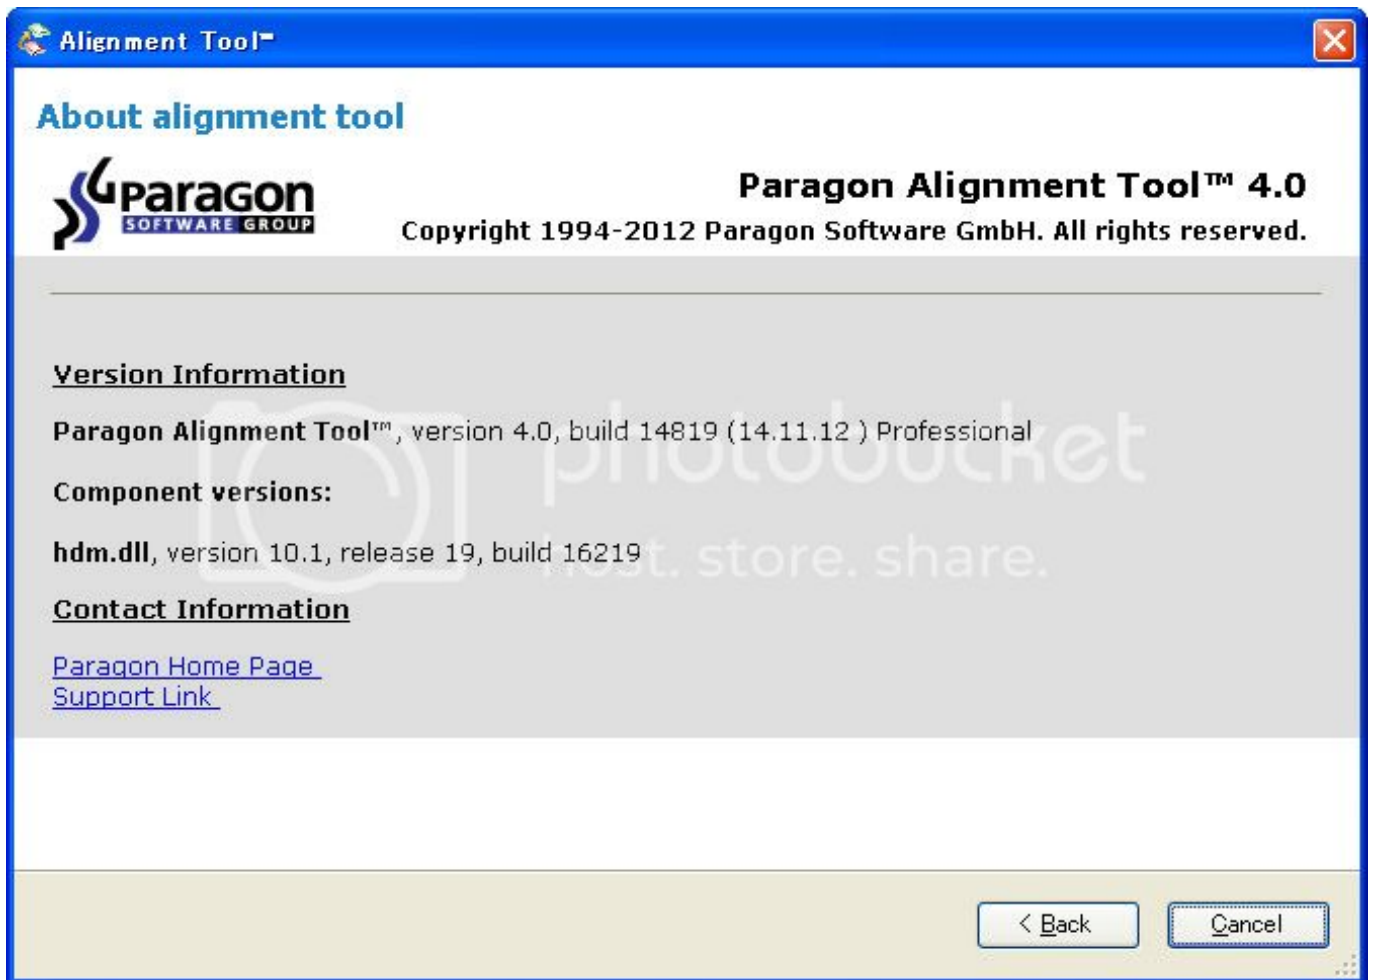 Alignment Tool™
About alignment tool
Paragon
SOFTWARE GROUP
Paragon Alignment Tool™ 4.0
Copyright 1994-2012 Paragon Software GmbH. All rights reserved.
Version Information
Paragon Alignment Tool™, version 4.0, build 14819 (14.11.12 ) Professional
photobucket
Component versions:
hdm.dll, version 10.1, release 19, build 16219
host. store. share.
Contact Information
Paragon Home Page
Support Link
< Back
Cancel